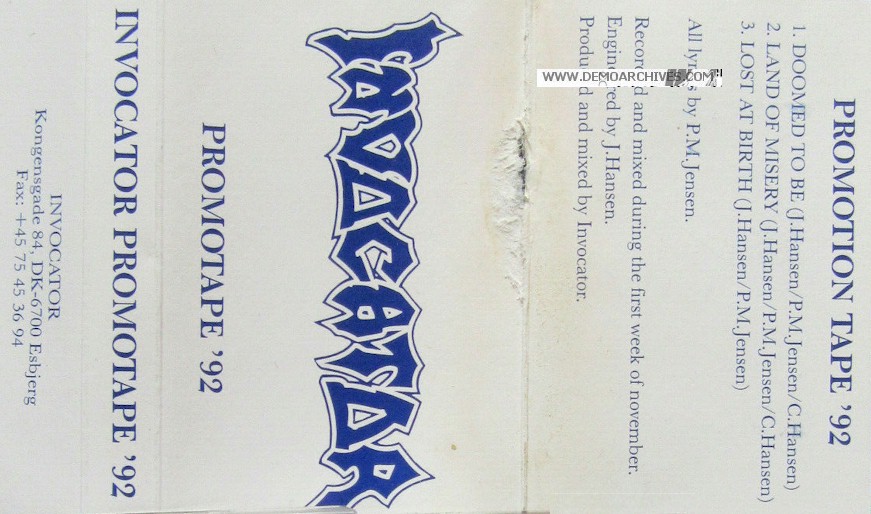 PROMOTION TAPE '92
1. DOOMED TO BE (J.Hansen/P.M.Jensen/C.Hansen)
2. LAND OF MISERY (J.Hansen/P.M.Jensen/C.Hansen)
3. LOST AT BIRTH (J.Hansen/P.M.Jensen)
All lyrics by P.M.Jensen.
Recorded and mixed during the first week of november.
Engineered by J.Hansen.
Produced and mixed by Invocator.
WWW.DEMOARCHIVES.COM
INVOCATOR
PROMOTAPE '92
INVOCATOR PROMOTAPE '92
INVOCATOR
Kongensgade 84, DK-6700 Esbjerg
Fax: +45 75 45 36 94